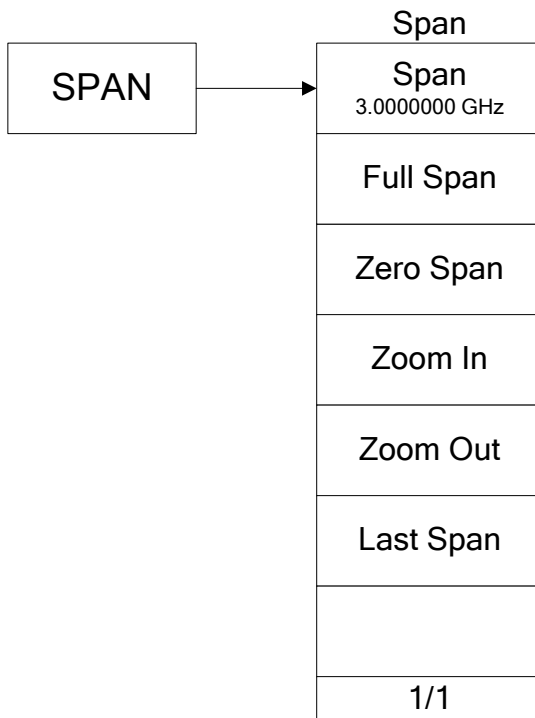 Span
SPAN
Span
3.0000000 GHz
Full Span
Zero Span
Zoom In
Zoom Out
Last Span
1/1